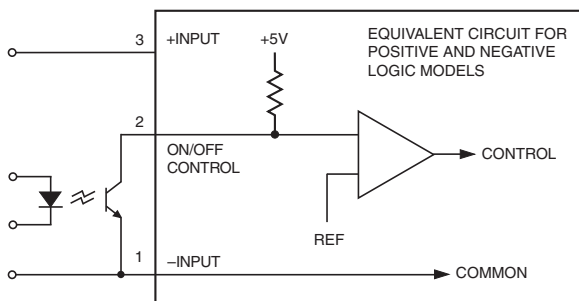 EQUIVALENT CIRCUIT FOR
POSITIVE AND NEGATIVE
LOGIC MODELS
3
+INPUT
+5V
2
ON/OFF
CONTROL
CONTROL
REF
1
–INPUT
COMMON